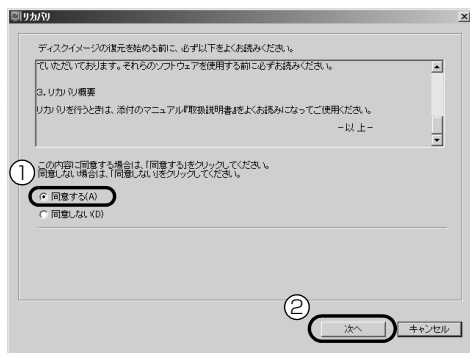 リカバリ
ディスクイメージの復元を始める前に、必ず以下をよくお読みください。
ていただいております。それらのソフトウェアを使用する前に必ずお読みください。
3. リカバリ概要
リカバリを行うときは、添付のマニュアル『取扱説明書』をよくお読みになってご使用ください。
－以 上－
この内容に同意する場合は、「同意する」をクリックしてください。
同意しない場合は、「同意しない」をクリックしてください。
①
同意する(A)
同意しない(D)
②
次へ
キャンセル